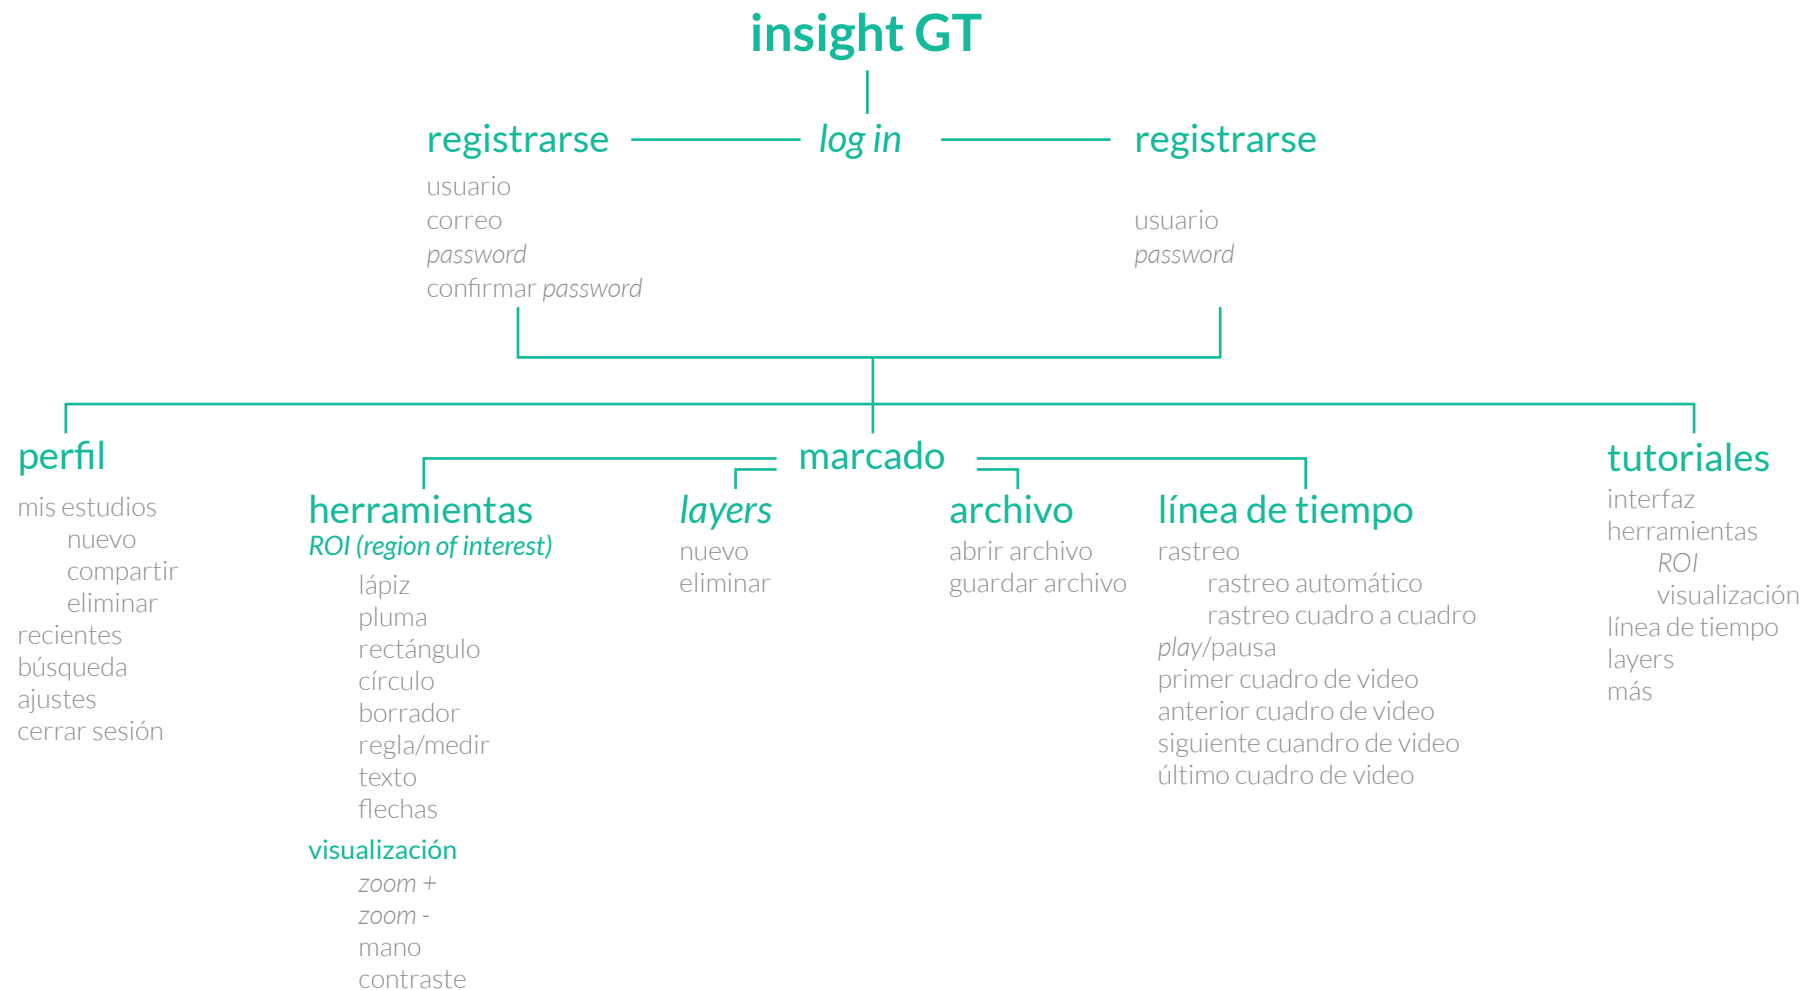 insight GT
registrarse
log in
registrarse
usuario
correo
password
confirmar password
usuario
password
perfil
mis estudios
nuevo
compartir
eliminar
recientes
búsqueda
ajustes
cerrar sesión
marcado
herramientas
ROI (region of interest)
lápiz
pluma
rectángulo
círculo
borrador
regla/medir
texto
flechas
visualización
zoom +
zoom -
mano
contraste
layers
nuevo
eliminar
archivo
abrir archivo
guardar archivo
línea de tiempo
rastreo
rastreo automático
rastreo cuadro a cuadro
play/pausa
primer cuadro de video
anterior cuadro de video
siguiente cuandro de video
último cuadro de video
tutoriales
interfaz
herramientas
ROI
visualización
línea de tiempo
layers
más